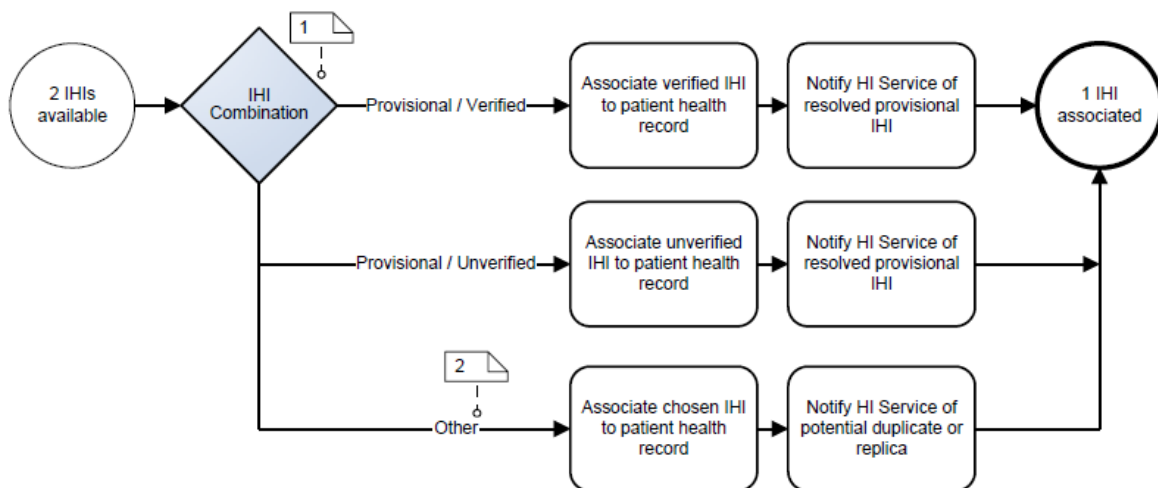 1
2 IHIs
available
IHI
Combination
Provisional / Verified
Associate verified IHI
to patient health
record
Notify HI Service of
resolved provisional
IHI
1 IHI
associated
Provisional / Unverified
Associate unverified
IHI to patient health
record
Notify HI Service of
resolved provisional
IHI
2
Other
Associate chosen IHI
to patient health
record
Notify HI Service of
potential duplicate or
replica